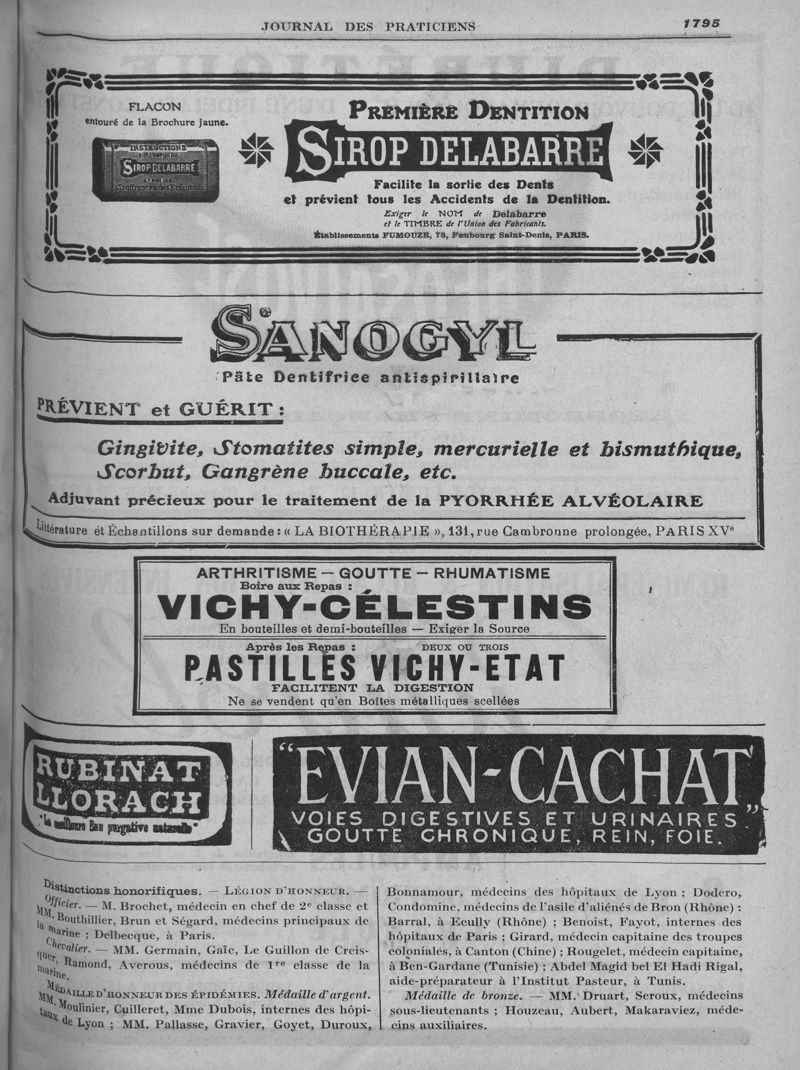 JOURNAL DES PRATICIENS
1795
FLACON
entouré de la Brochure jaune.
INSTRUCTIONS
SIROP DELABARRE
PREMIÈRE DENTITION
SIROP DELABARRE
Facilite la sortie des Dents
et prévient tous les Accidents de la Dentition.
Exiger le NOM de Delabarre
et le TIMBRE de l'Union des Fabricants.
Établissements FUMOUZE, 78, Faubourg Saint-Denis, PARIS.
SANOGYL
Pâte Dentifrice antispirillaire
PRÉVIENT et GUÉRIT :
Gingivite, Stomatites simple, mercurielle et bismuthique,
Scorbut, Gangrène buccale, etc.
Adjuvant précieux pour le traitement de la PYORRHÉE ALVÉOLAIRE
Littérature et Échantillons sur demande : « LA BIOTHÉRAPIE », 131, rue Cambronne prolongée, PARIS XVe
ARTHRITISME — GOUTTE — RHUMATISME
Boire aux Repas :
VICHY-CÉLESTINS
En bouteilles et demi-bouteilles — Exiger la Source
Après les Repas : DEUX OU TROIS
PASTILLES VICHY-ETAT
FACILITENT LA DIGESTION
Ne se vendent qu'en Boîtes métalliques scellées
RUBINAT
LLORACH
"La meilleure Eau purgative naturelle"
"EVIAN-CACHAT"
VOIES DIGESTIVES ET URINAIRES
GOUTTE CHRONIQUE, REIN, FOIE.
Distinctions honorifiques. — LÉGION D'HONNEUR. —
Officier. — M. Brochet, médecin en chef de 2e classe et
MM. Bouthillier, Brun et Ségard, médecins principaux de
la marine ; Delbecque, à Paris.
Chevalier. — MM. Germain, Gaïc, Le Guillon de Creis-
quer, Ramond, Averous, médecins de 1re classe de la
marine.
MÉDAILLE D'HONNEUR DES ÉPIDÉMIES. Médaille d'argent.
MM. Moulinier, Cuilleret, Mme Dubois, internes des hôpi-
taux de Lyon ; MM. Pallasse, Gravier, Goyet, Duroux,
Bonnamour, médecins des hôpitaux de Lyon ; Dodero,
Condomine, médecins de l'asile d'aliénés de Bron (Rhône) :
Barral, à Ecully (Rhône) ; Benoist, Fayot, internes des
hôpitaux de Paris ; Girard, médecin capitaine des troupes
coloniales, à Canton (Chine) ; Rougelet, médecin capitaine,
à Ben-Gardane (Tunisie) ; Abdel Magid bel El Hadi Rigal,
aide-préparateur à l'Institut Pasteur, à Tunis.
Médaille de bronze. — MM. Druart, Seroux, médecins
sous-lieutenants ; Houzeau, Aubert, Makaraviez, méde-
cins auxiliaires.